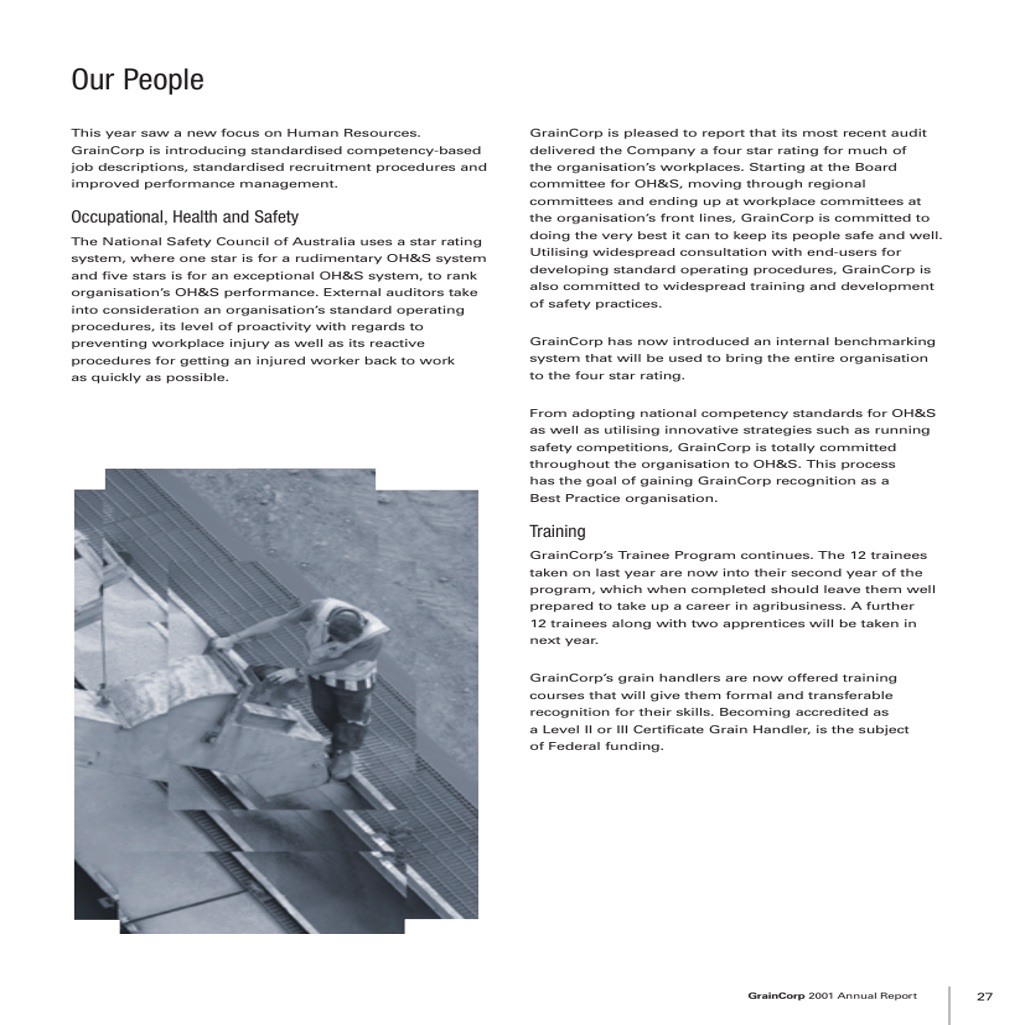 Our People
This year saw a new focus on Human Resources.
GrainCorp is introducing standardised competency-based
job descriptions, standardised recruitment procedures and
improved performance management.
Occupational, Health and Safety
The National Safety Council of Australia uses a star rating
system, where one star is for a rudimentary OH&S system
and five stars is for an exceptional OH&S system, to rank
organisation's OH&S performance. External auditors take
into consideration an organisation's standard operating
procedures, its level of proactivity with regards to
preventing workplace injury as well as its reactive
procedures for getting an injured worker back to work
as quickly as possible.
GrainCorp is pleased to report that its most recent audit
delivered the Company a four star rating for much of
the organisation's workplaces. Starting at the Board
committee for OH&S, moving through regional
committees and ending up at workplace committees at
the organisation's front lines, GrainCorp is committed to
doing the very best it can to keep its people safe and well.
Utilising widespread consultation with end-users for
developing standard operating procedures, GrainCorp is
also committed to widespread training and development
of safety practices.
GrainCorp has now introduced an internal benchmarking
system that will be used to bring the entire organisation
to the four star rating.
From adopting national competency standards for OH&S
as well as utilising innovative strategies such as running
safety competitions, GrainCorp is totally committed
throughout the organisation to OH&S. This process
has the goal of gaining GrainCorp recognition as a
Best Practice organisation.
Training
GrainCorp's Trainee Program continues. The 12 trainees
taken on last year are now into their second year of the
program, which when completed should leave them well
prepared to take up a career in agribusiness. A further
12 trainees along with two apprentices will be taken in
next year.
GrainCorp's grain handlers are now offered training
courses that will give them formal and transferable
recognition for their skills. Becoming accredited as
a Level II or III Certificate Grain Handler, is the subject
of Federal funding.
GrainCorp 2001 Annual Report 27